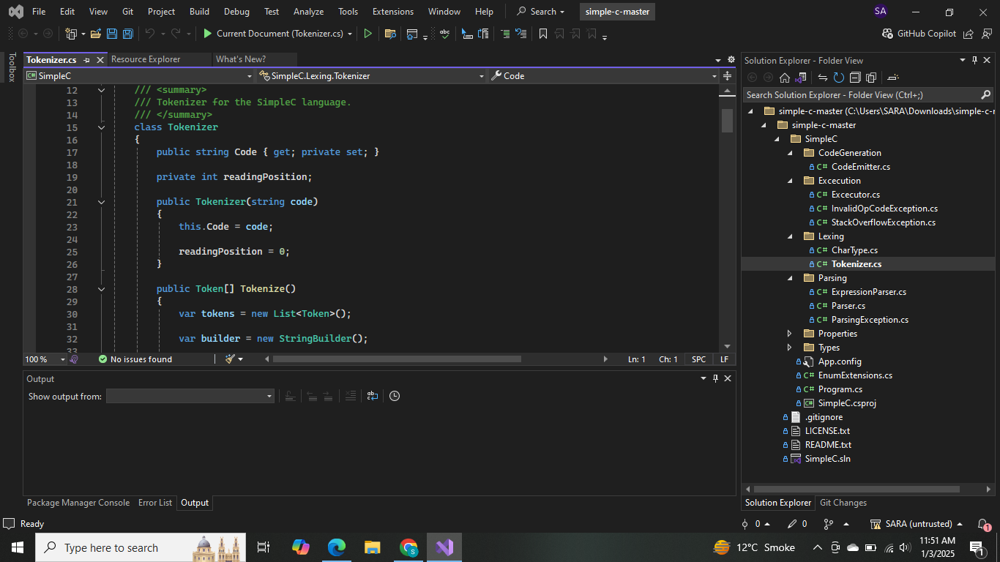 File Edit View Git Project Build Debug Test Analyze Tools Extensions Window Help Search simple-c-master SA
Current Document (Tokenizer.cs) abc GitHub Copilot
Toolbox
Tokenizer.cs Resource Explorer What's New?
C# SimpleC SimpleC.Lexing.Tokenizer Code
12 /// <summary>
13 /// Tokenizer for the SimpleC language.
14 /// </summary>
15 class Tokenizer
16 {
17 public string Code { get; private set; }
18
19 private int readingPosition;
20
21 public Tokenizer(string code)
22 {
23 this.Code = code;
24
25 readingPosition = 0;
26 }
27
28 public Token[] Tokenize()
29 {
30 var tokens = new List<Token>();
31
32 var builder = new StringBuilder();
33
100 % No issues found Ln: 1 Ch: 1 SPC LF
Output
Show output from:
Package Manager Console Error List Output
Solution Explorer - Folder View
Search Solution Explorer - Folder View (Ctrl+;)
simple-c-master (C:\Users\SARA\Downloads\simple-c-r
simple-c-master
SimpleC
CodeGeneration
C# CodeEmitter.cs
Excecution
C# Excecutor.cs
C# InvalidOpCodeException.cs
C# StackOverflowException.cs
Lexing
C# CharType.cs
C# Tokenizer.cs
Parsing
C# ExpressionParser.cs
C# Parser.cs
C# ParsingException.cs
Properties
Types
App.config
C# EnumExtensions.cs
C# Program.cs
C# SimpleC.csproj
.gitignore
LICENSE.txt
README.txt
SimpleC.sln
Solution Explorer Git Changes
Ready 0 0 SARA (untrusted) 1
Type here to search 12°C Smoke 11:51 AM
1/3/2025 1